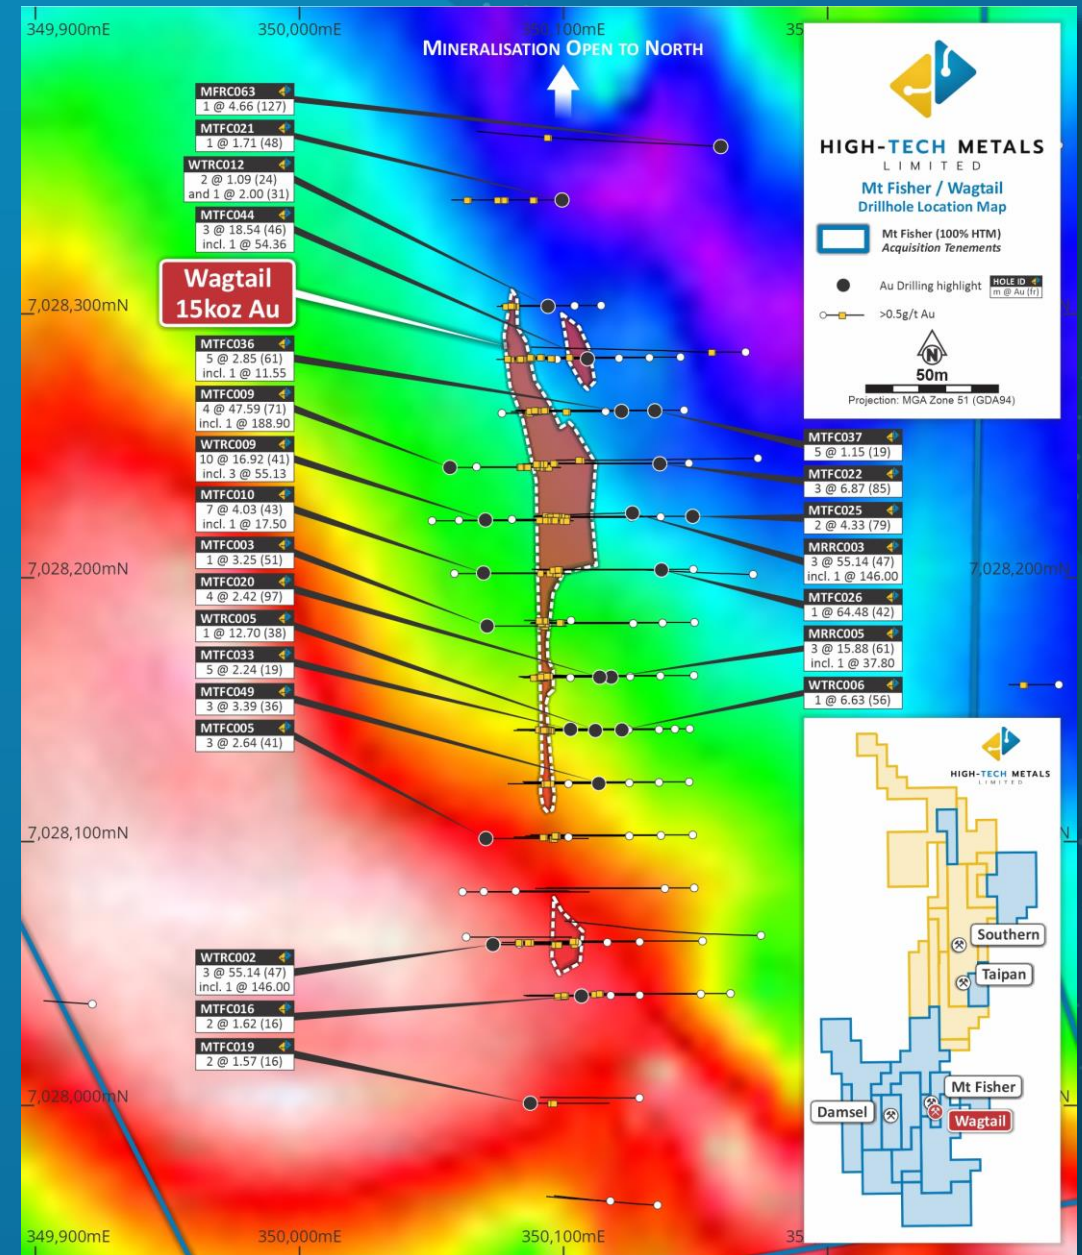 349,900mE
350,000mE
350,100mE
MINERALISATION OPEN TO NORTH
MFRC063
1 @ 4.66 (127)
MTFC021
1 @ 1.71 (48)
WTRC012
2 @ 1.09 (24)
and 1 @ 2.00 (31)
MTFC044
3 @ 18.54 (46)
incl. 1 @ 54.36
Wagtail
15koz Au
7,028,300mN
MTFC036
5 @ 2.85 (61)
incl. 1 @ 11.55
MTFC009
4 @ 47.59 (71)
incl. 1 @ 188.90
WTRC009
10 @ 16.92 (41)
incl. 3 @ 55.13
MTFC010
7 @ 4.03 (43)
incl. 1 @ 17.50
MTFC003
1 @ 3.25 (51)
7,028,200mN
MTFC020
4 @ 2.42 (97)
WTRC005
1 @ 12.70 (38)
MTFC033
5 @ 2.24 (19)
MTFC049
3 @ 3.39 (36)
MTFC005
3 @ 2.64 (41)
7,028,100mN
WTRC002
3 @ 55.14 (47)
incl. 1 @ 146.00
MTFC016
2 @ 1.62 (16)
MTFC019
2 @ 1.57 (16)
7,028,000mN
349,900mE
350,000mE
350,100mE
HIGH-TECH METALS
LIMITED
Mt Fisher / Wagtail
Drillhole Location Map
Mt Fisher (100% HTM)
Acquisition Tenements
Au Drilling highlight
HOLE ID
m @ Au (fr)
>0.5g/t Au
N
50m
Projection: MGA Zone 51 (GDA94)
MTFC037
5 @ 1.15 (19)
MTFC022
3 @ 6.87 (85)
MTFC025
2 @ 4.33 (79)
MRRC003
3 @ 55.14 (47)
incl. 1 @ 146.00
7,028,200mN
MTFC026
1 @ 64.48 (42)
MRRC005
3 @ 15.88 (61)
incl. 1 @ 37.80
WTRC006
1 @ 6.63 (56)
HIGH-TECH METALS
LIMITED
Southern
Taipan
Mt Fisher
Damsel
Wagtail